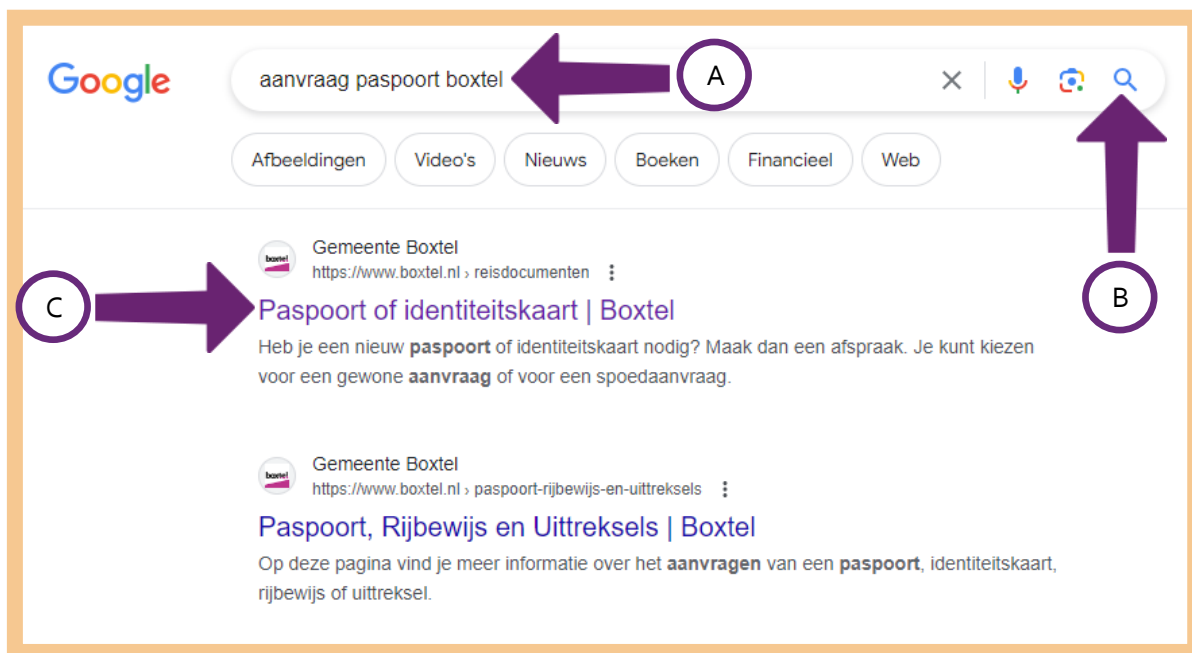 Google
aanvraag paspoort boxtel
A
Afbeeldingen Video's Nieuws Boeken Financieel Web
B
boxtel
Gemeente Boxtel
https://www.boxtel.nl › reisdocumenten
C
Paspoort of identiteitskaart | Boxtel
Heb je een nieuw paspoort of identiteitskaart nodig? Maak dan een afspraak. Je kunt kiezen
voor een gewone aanvraag of voor een spoedaanvraag.
boxtel
Gemeente Boxtel
https://www.boxtel.nl › paspoort-rijbewijs-en-uittreksels
Paspoort, Rijbewijs en Uittreksels | Boxtel
Op deze pagina vind je meer informatie over het aanvragen van een paspoort, identiteitskaart,
rijbewijs of uittreksel.